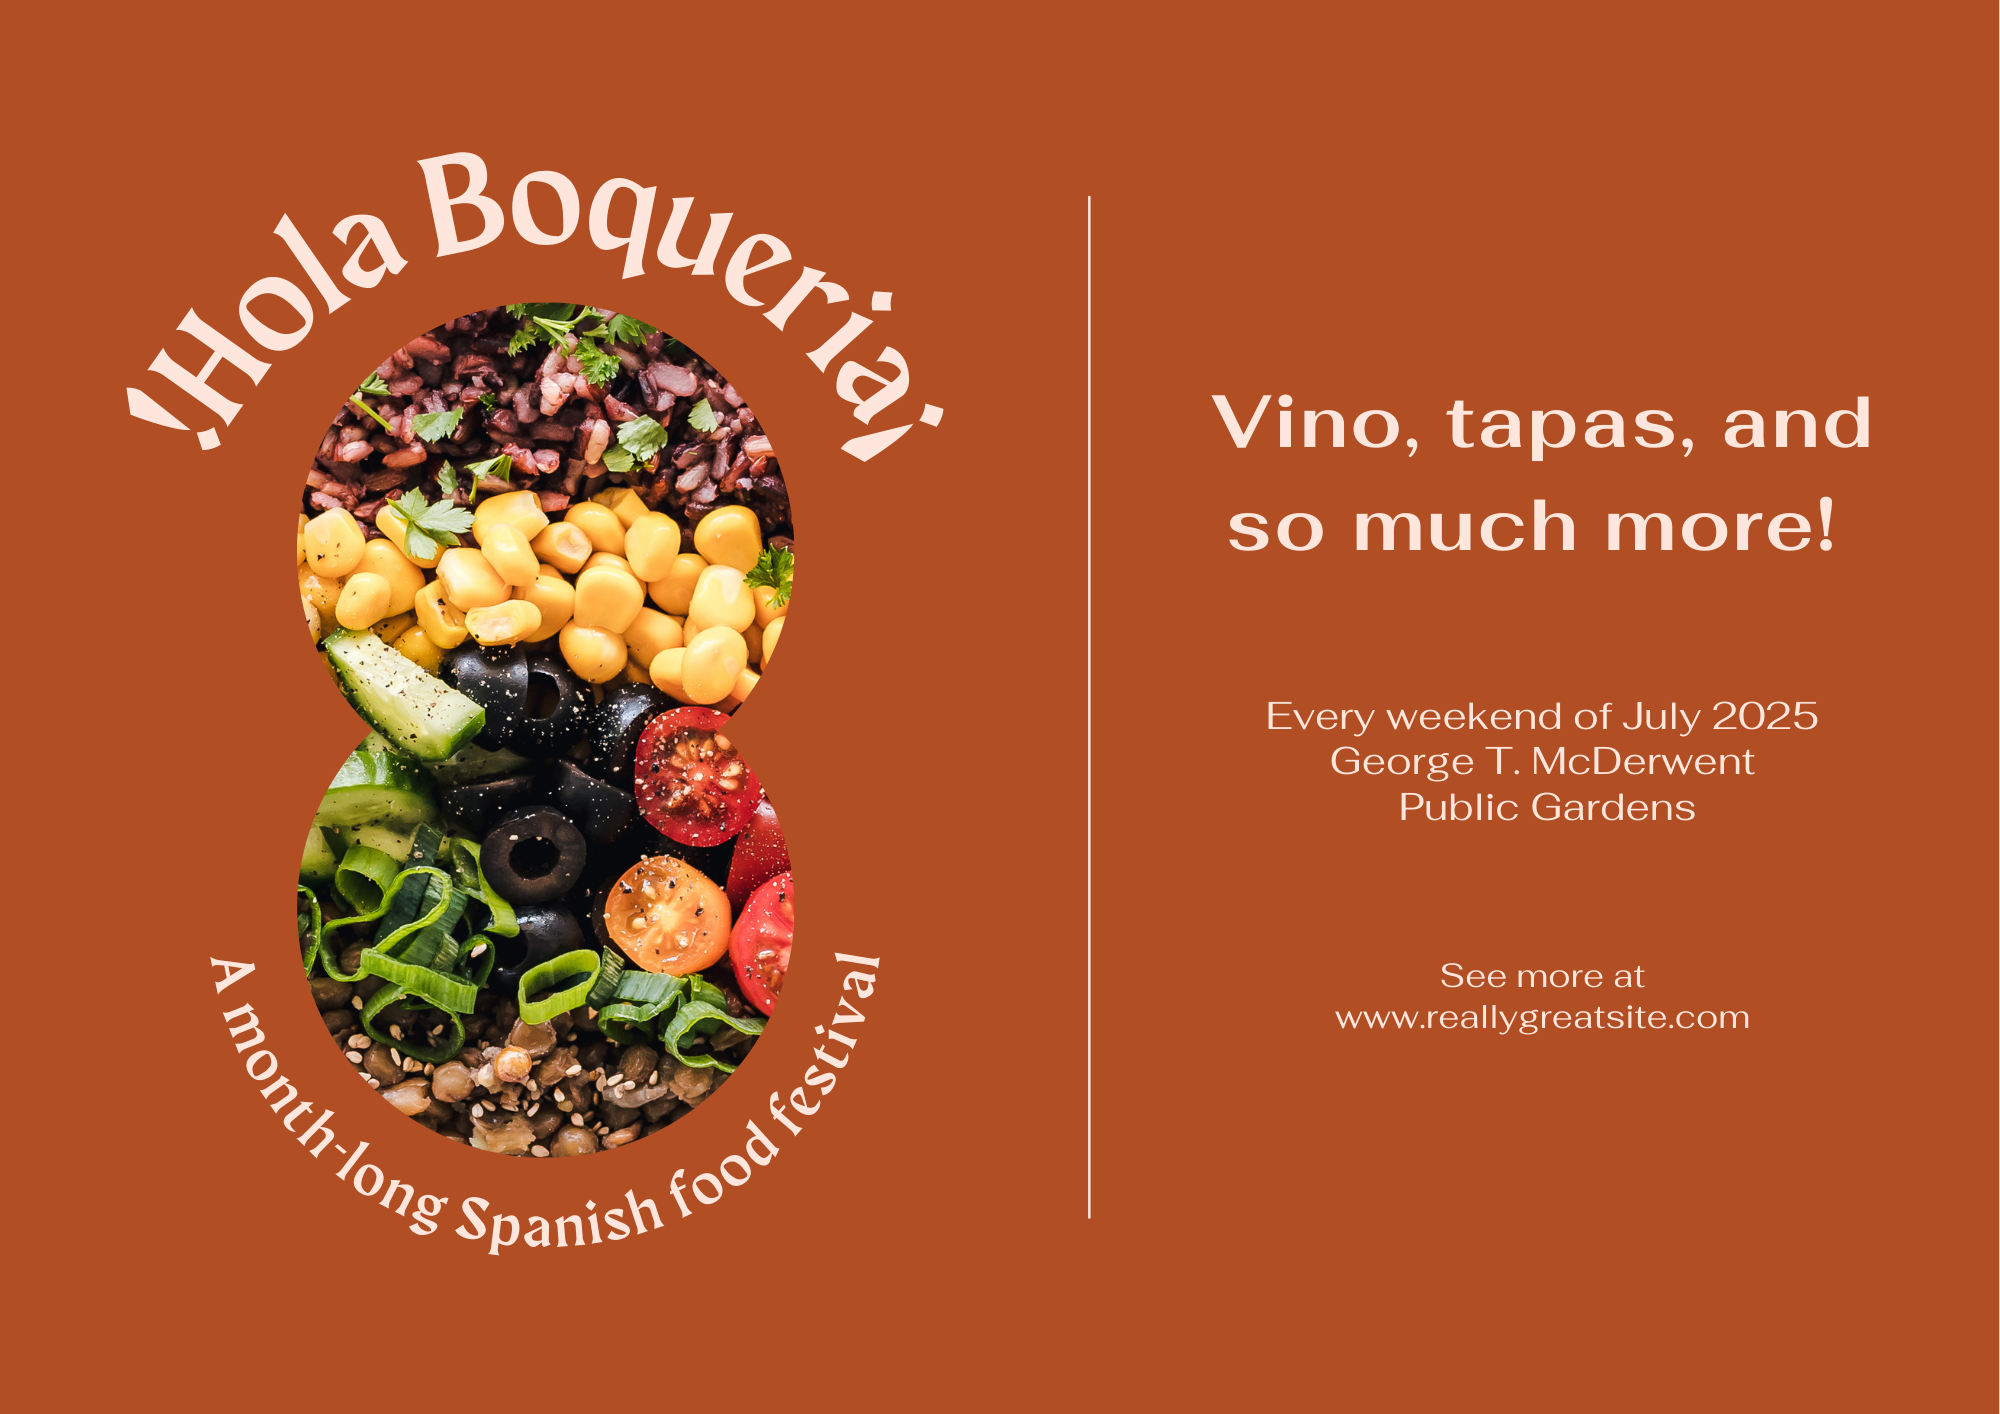 !Hola Boqueria¡
A month-long Spanish food festival
Vino, tapas, and
so much more!
Every weekend of July 2025
George T. McDerwent
Public Gardens
See more at
www.reallygreatsite.com